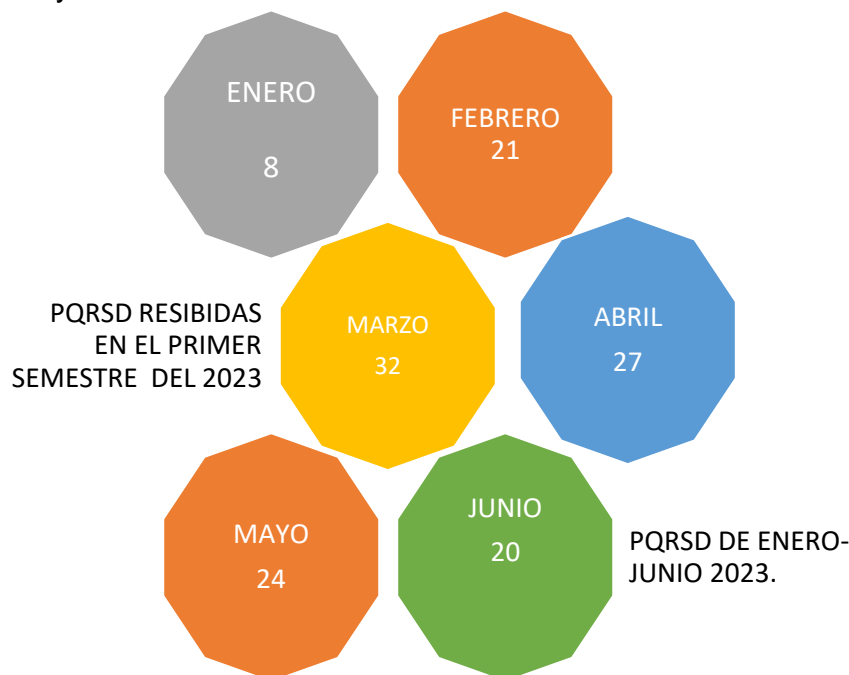 ENERO
8
FEBRERO
21
PQRSD RESIBIDAS
EN EL PRIMER
SEMESTRE DEL 2023
MARZO
32
ABRIL
27
MAYO
24
JUNIO
20
PQRSD DE ENERO-
JUNIO 2023.